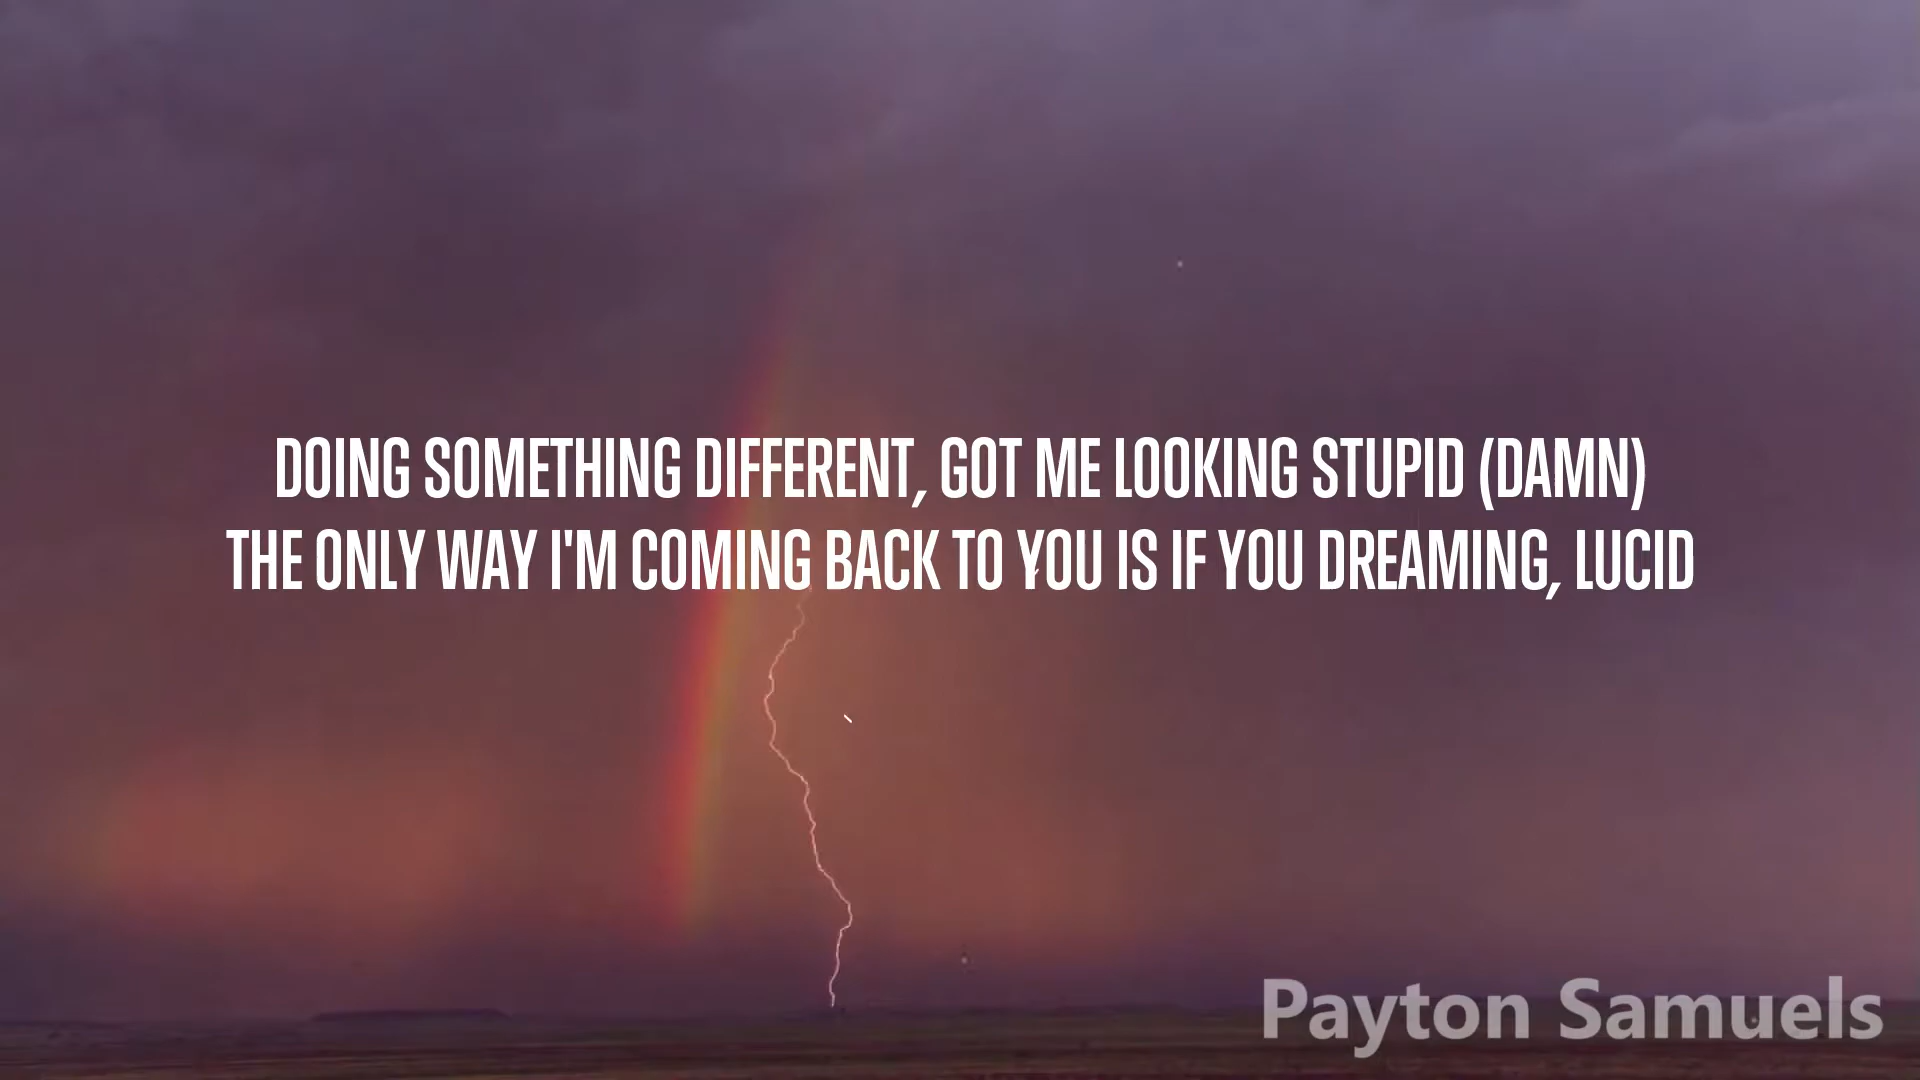 DOING SOMETHING DIFFERENT, GOT ME LOOKING STUPID (DAMN)
THE ONLY WAY I'M COMING BACK TO YOU IS IF YOU DREAMING, LUCID
Payton Samuels